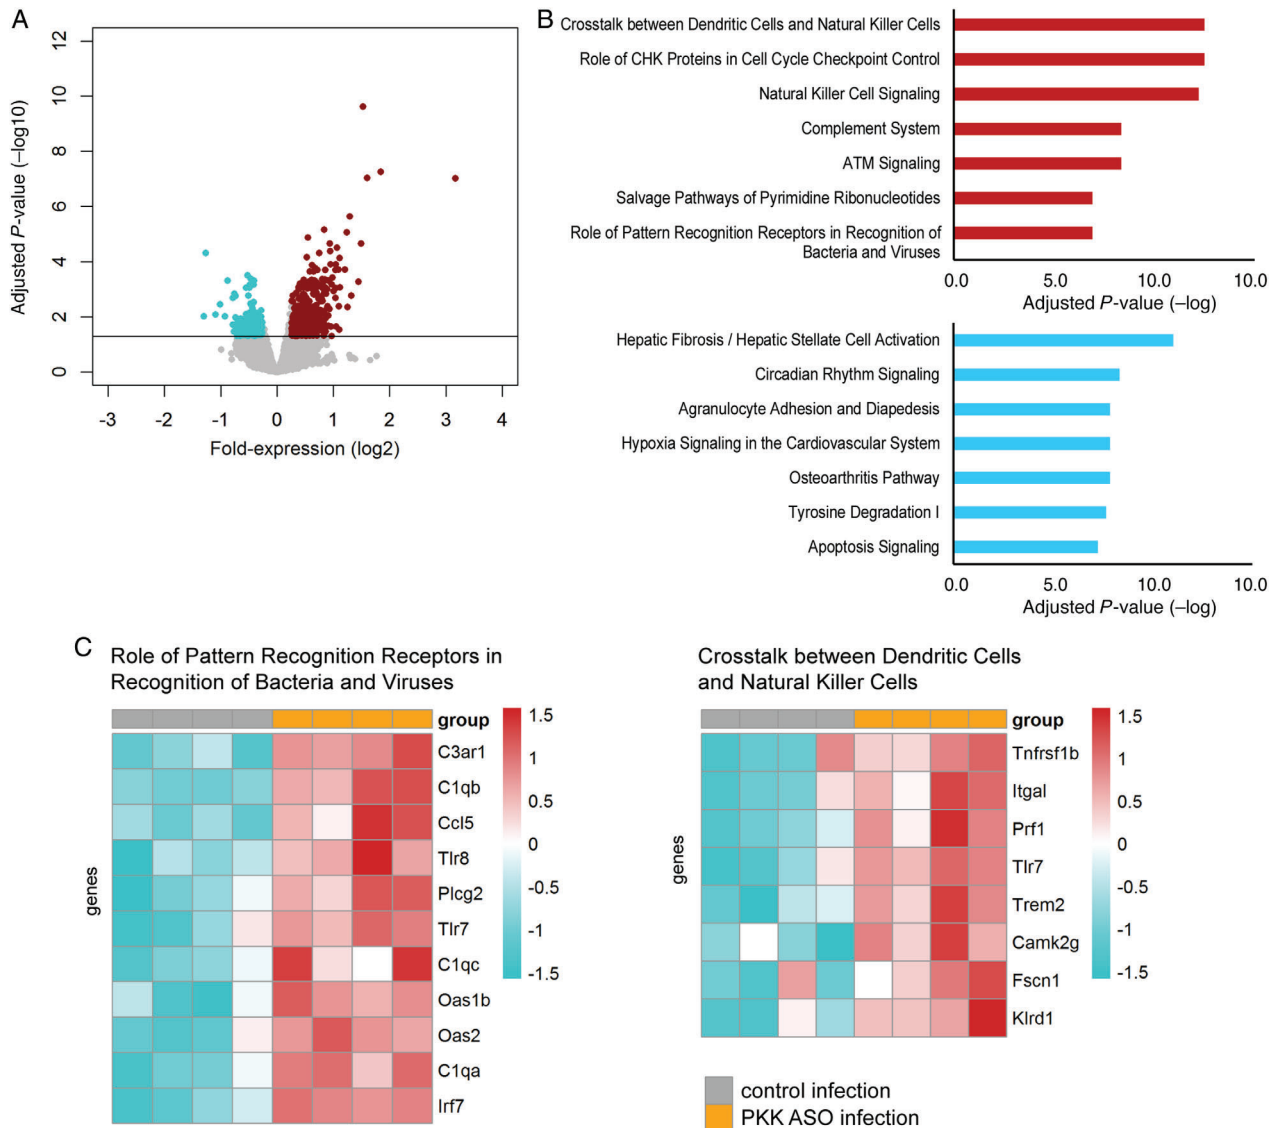 A
12
10
8
6
4
2
0
Adjusted P-value (–log10)
-3
-2
-1
0
1
2
3
4
Fold-expression (log2)
B
Crosstalk between Dendritic Cells and Natural Killer Cells
Role of CHK Proteins in Cell Cycle Checkpoint Control
Natural Killer Cell Signaling
Complement System
ATM Signaling
Salvage Pathways of Pyrimidine Ribonucleotides
Role of Pattern Recognition Receptors in Recognition of
Bacteria and Viruses
0.0
5.0
10.0
10.0
Adjusted P-value (–log)
Hepatic Fibrosis / Hepatic Stellate Cell Activation
Circadian Rhythm Signaling
Agranulocyte Adhesion and Diapedesis
Hypoxia Signaling in the Cardiovascular System
Osteoarthritis Pathway
Tyrosine Degradation I
Apoptosis Signaling
0.0
5.0
10.0
10.0
Adjusted P-value (–log)
C
Role of Pattern Recognition Receptors in
Recognition of Bacteria and Viruses
group
C3ar1
C1qb
Ccl5
Tlr8
Plcg2
Tlr7
C1qc
Oas1b
Oas2
C1qa
Irf7
genes
1.5
1
0.5
0
-0.5
-1
-1.5
Crosstalk between Dendritic Cells
and Natural Killer Cells
group
Tnfrsf1b
Itgal
Prf1
Tlr7
Trem2
Camk2g
Fscn1
Klrd1
genes
1.5
1
0.5
0
-0.5
-1
-1.5
control infection
PKK ASO infection